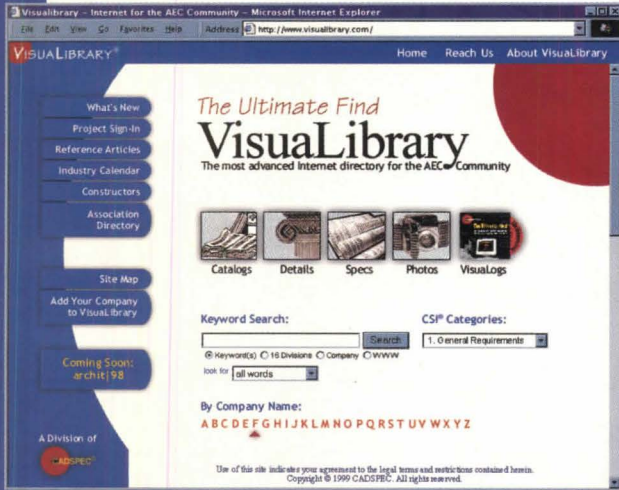 Visualibrary – Internet for the AEC Community – Microsoft Internet Explorer
File Edit View Go Favorites Help Address http://www.visualibrary.com/
VISUALIBRARY®
Home Reach Us About VisuaLibrary
What's New
Project Sign-In
Reference Articles
Industry Calendar
Constructors
Association
Directory
Site Map
Add Your Company
to VisuaLibrary
Coming Soon:
archit|98
A Division of
CADSPEC®
The Ultimate Find
VisuaLibrary
The most advanced Internet directory for the AEC Community
Catalogs Details Specs Photos VisuaLogs
Keyword Search: CSI® Categories:
Search 1. General Requirements
Keyword(s) 16 Divisions Company WWW
look for all words
By Company Name:
A B C D E F G H I J K L M N O P Q R S T U V W X Y Z
Use of this site indicates your agreement to the legal terms and restrictions contained herein.
Copyright © 1999 CADSPEC. All rights reserved.